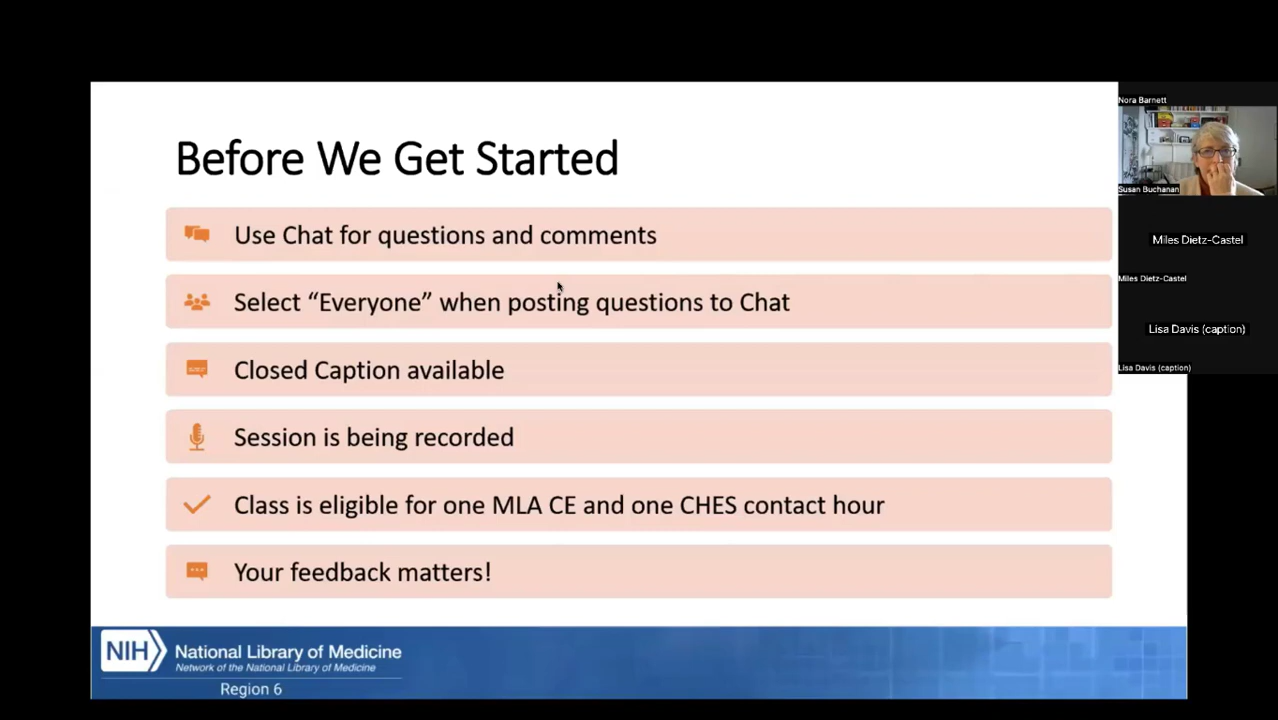 Before We Get Started
Use Chat for questions and comments
Select “Everyone” when posting questions to Chat
Closed Caption available
Session is being recorded
Class is eligible for one MLA CE and one CHES contact hour
Your feedback matters!
NIH
National Library of Medicine
Network of the National Library of Medicine
Region 6
Nora Barnett
Susan Buchanan
Miles Dietz-Castel
Miles Dietz-Castel
Lisa Davis (caption)
Lisa Davis (caption)